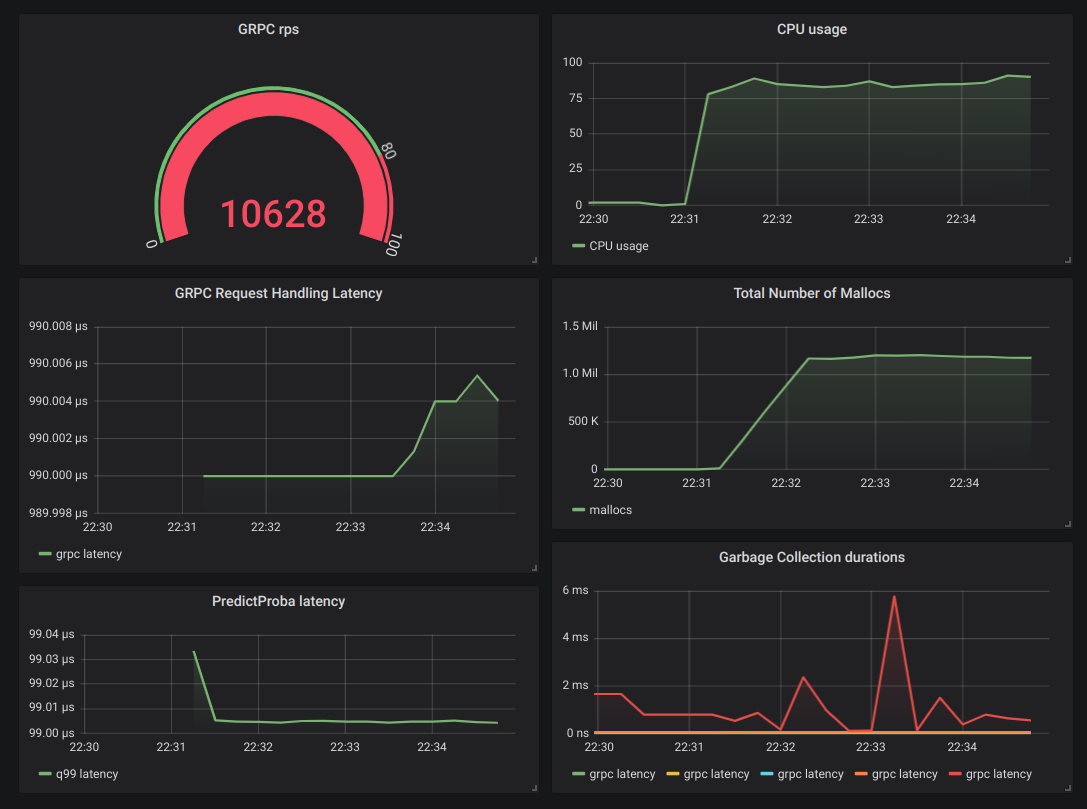 GRPC rps
80
10628
0
100
CPU usage
100
75
50
25
0
22:30 22:31 22:32 22:33 22:34
CPU usage
GRPC Request Handling Latency
990.008 µs
990.006 µs
990.004 µs
990.002 µs
990.000 µs
989.998 µs
22:30 22:31 22:32 22:33 22:34
grpc latency
Total Number of Mallocs
1.5 Mil
1.0 Mil
500 K
0
22:30 22:31 22:32 22:33 22:34
mallocs
PredictProba latency
99.04 µs
99.03 µs
99.02 µs
99.01 µs
99.00 µs
22:30 22:31 22:32 22:33 22:34
q99 latency
Garbage Collection durations
6 ms
4 ms
2 ms
0 ns
22:30 22:31 22:32 22:33 22:34
grpc latency grpc latency grpc latency grpc latency grpc latency